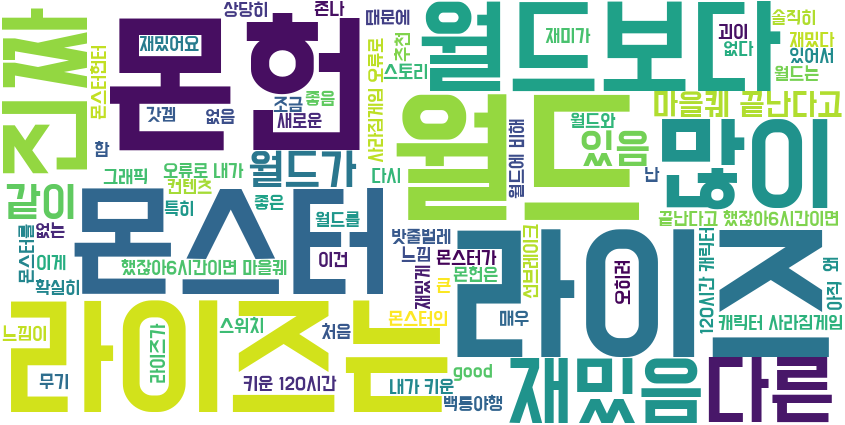 상당히
존나
때문에
솔직히
진짜
몬헌
월드보다
재밌어요
몬스터헌터
갓겜
없음
조금
좋음
새로운
사라짐게임 오류로
추천
스토리
재미가
괴이
없다
재밌다
있어서
월드는
마을퀘 끝난다고
월드
월드에 비해
월드와
있음
많이
난
함
그래픽
오류로 내가
컨텐츠
월드가
다시
같이
특히
좋은
몬스터
월드를
이건
끝난다고 했잖아6시간이면
몬스터를
없는
이게
확실히
했잖아6시간이면 마을퀘
밧줄벌레
느낌
몬스터가
재밌게
몬헌은
큰
선브레이크
라이즈
오히려
120시간 캐릭터
아직
왜
느낌이
라이즈는
라이즈가
스위치
처음
몬스터의
매우
캐릭터 사라짐게임
무기
키운 120시간
내가 키운
good
백룡야행
재밌음
다른